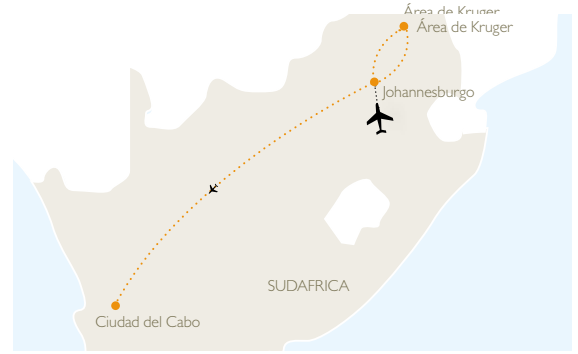 Área de Kruger
Área de Kruger
Johannesburgo
SUDAFRICA
Ciudad del Cabo